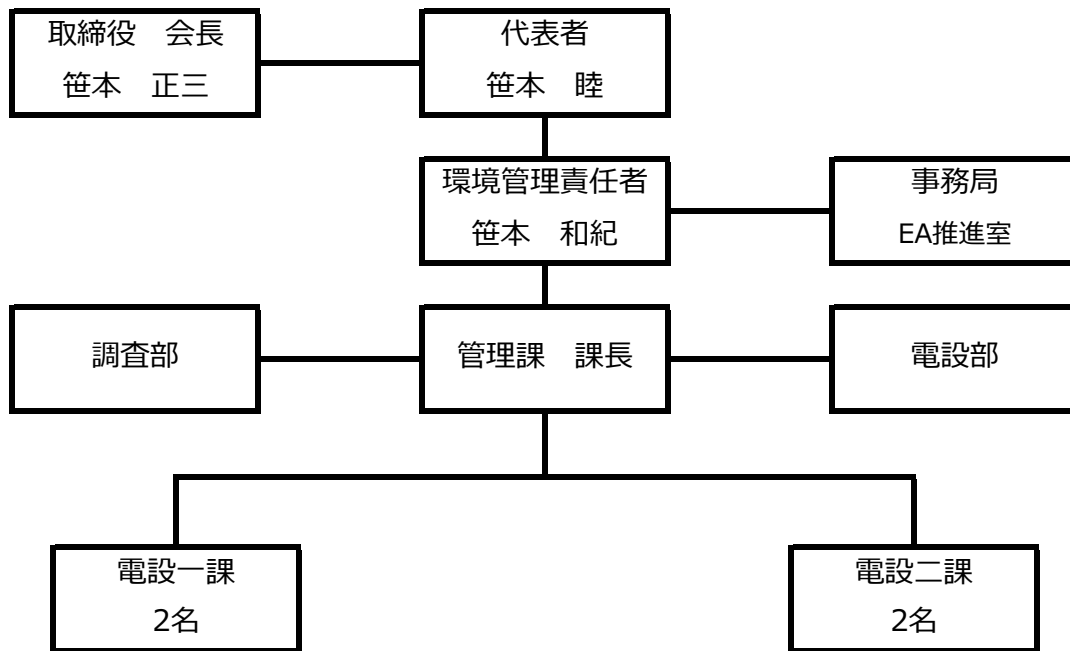 取締役　会長
笹本　正三
代表者
笹本　睦
環境管理責任者
笹本　和紀
事務局
EA推進室
調査部
管理課　課長
電設部
電設一課
2名
電設二課
2名